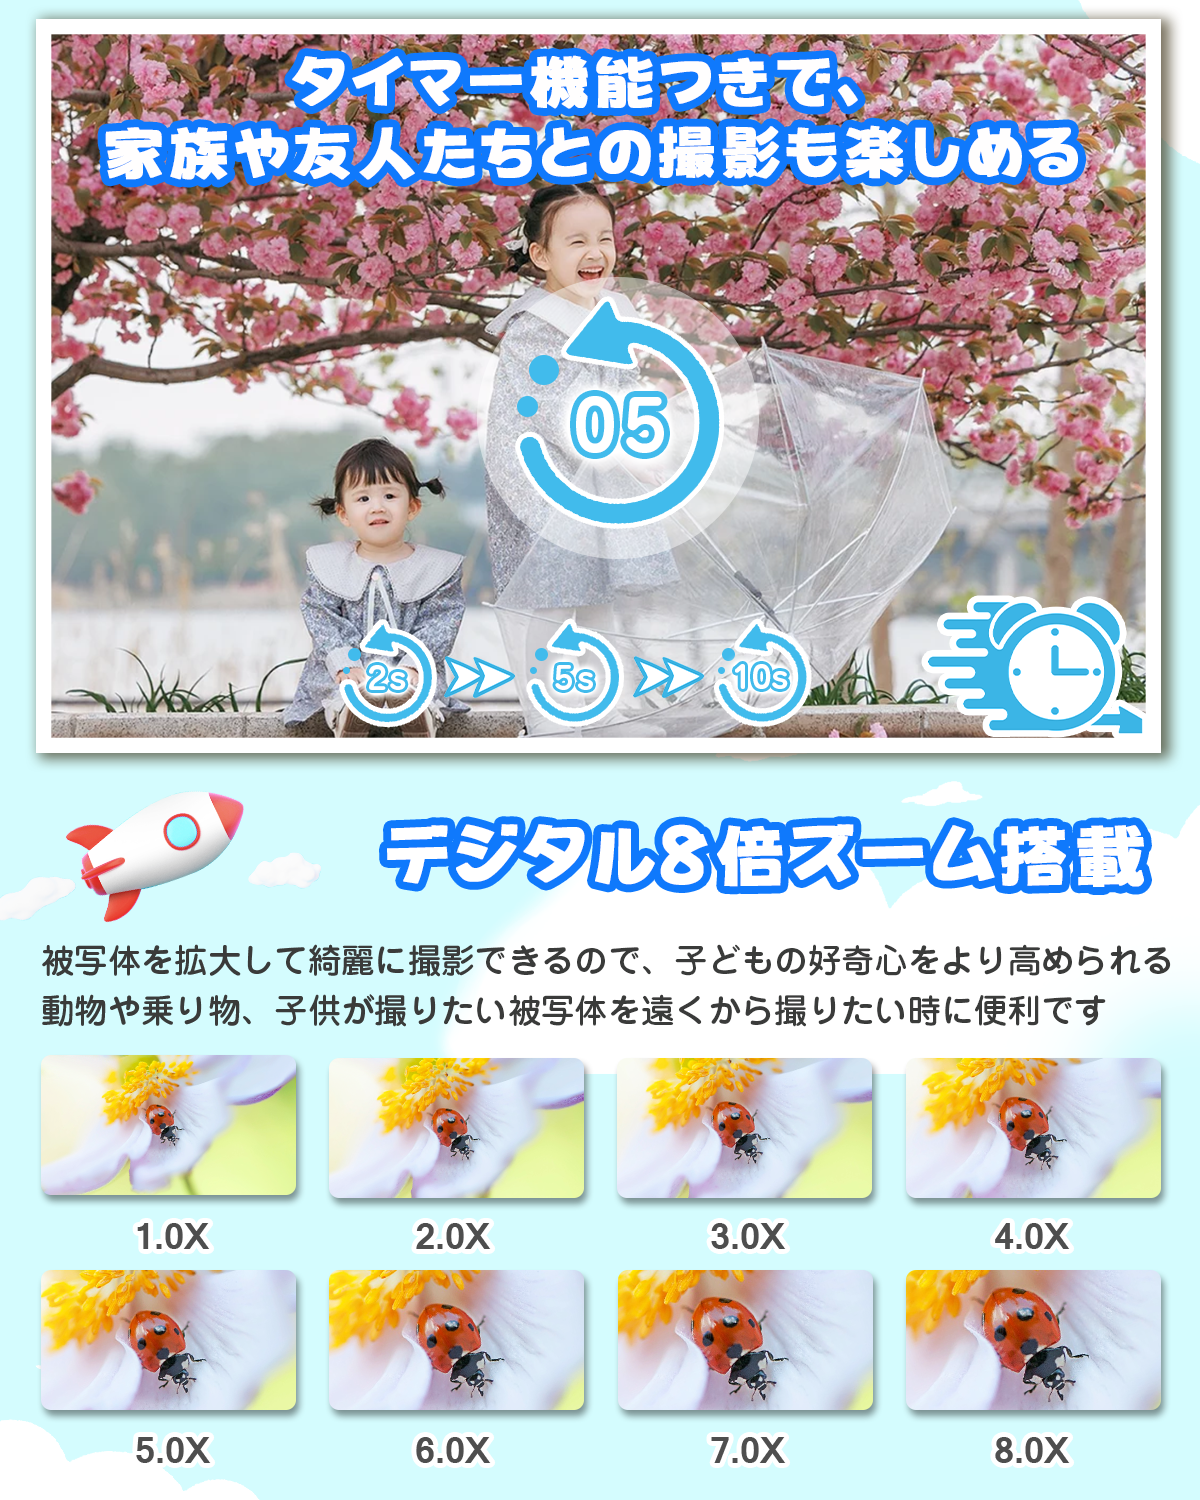 タイマー機能つきで、
家族や友人たちとの撮影も楽しめる
05
2s 5s 10s
デジタル8倍ズーム搭載
被写体を拡大して綺麗に撮影できるので、子どもの好奇心をより高められる
動物や乗り物、子供が撮りたい被写体を遠くから撮りたい時に便利です
1.0X 2.0X 3.0X 4.0X
5.0X 6.0X 7.0X 8.0X